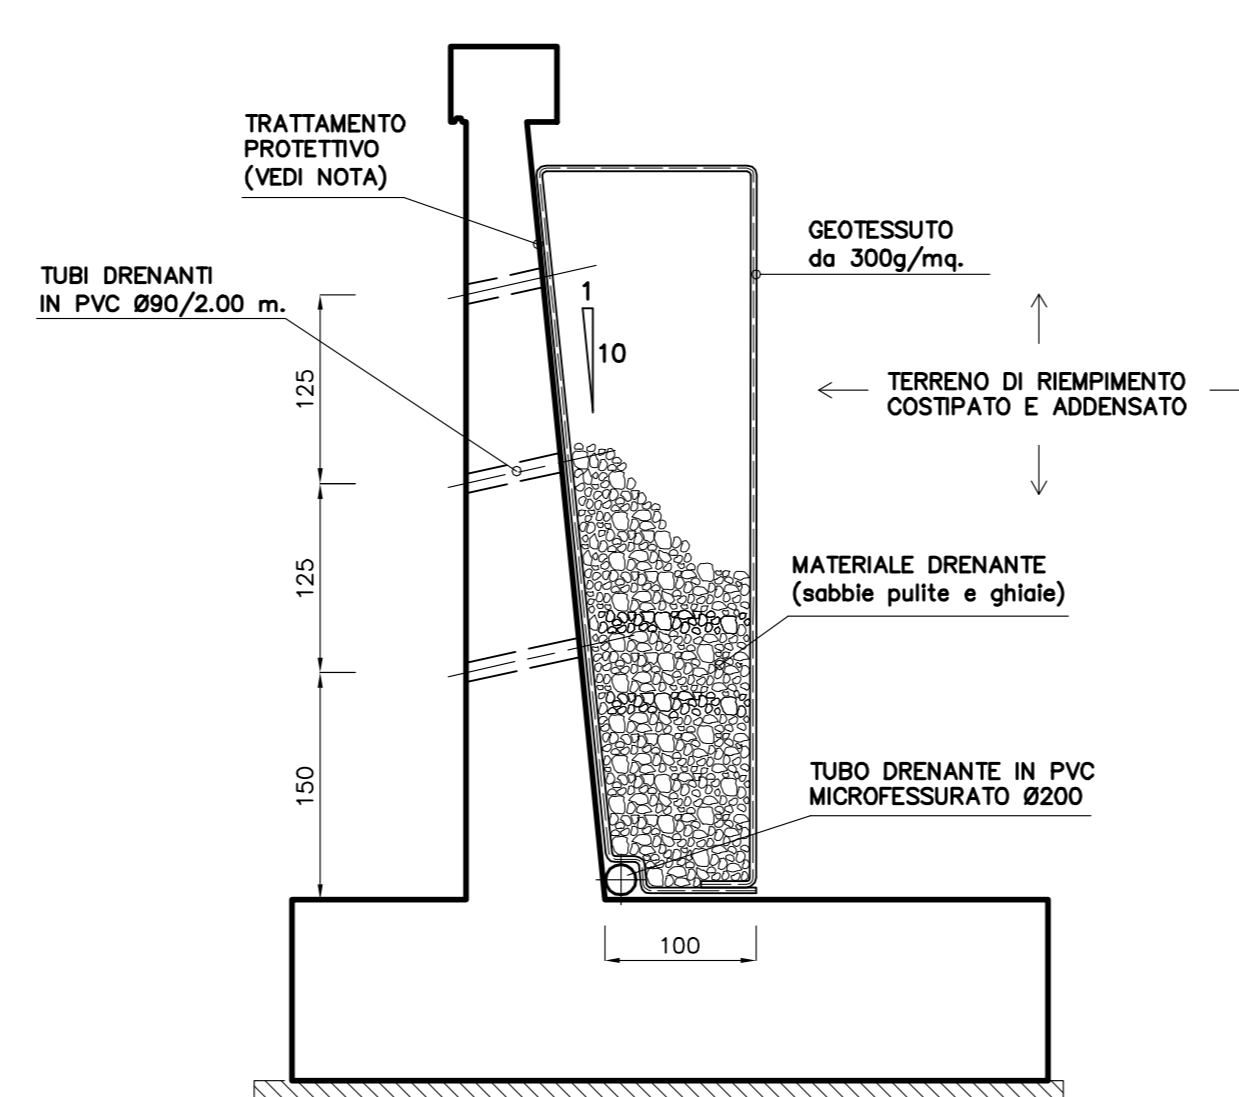 TRATTAMENTO
PROTETTIVO
(VEDI NOTA)
GEOTESSUTO
da 300g/mq.
TUBI DRENANTI
IN PVC Ø90/2.00 m.
1
10
125
TERRENO DI RIEMPIMENTO
COSTIPATO E ADDENSATO
125
MATERIALE DRENANTE
(sabbie pulite e ghiaie)
150
TUBO DRENANTE IN PVC
MICROFESSURATO Ø200
100